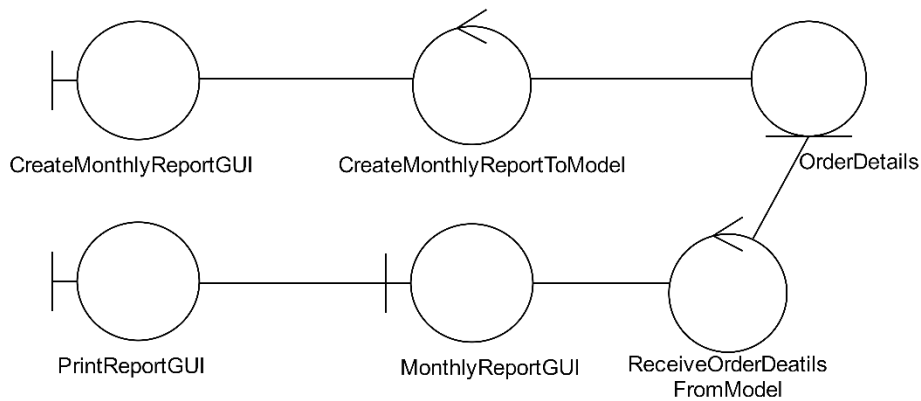 CreateMonthlyReportGUI
CreateMonthlyReportToModel
OrderDetails
PrintReportGUI
MonthlyReportGUI
ReceiveOrderDeatils
FromModel